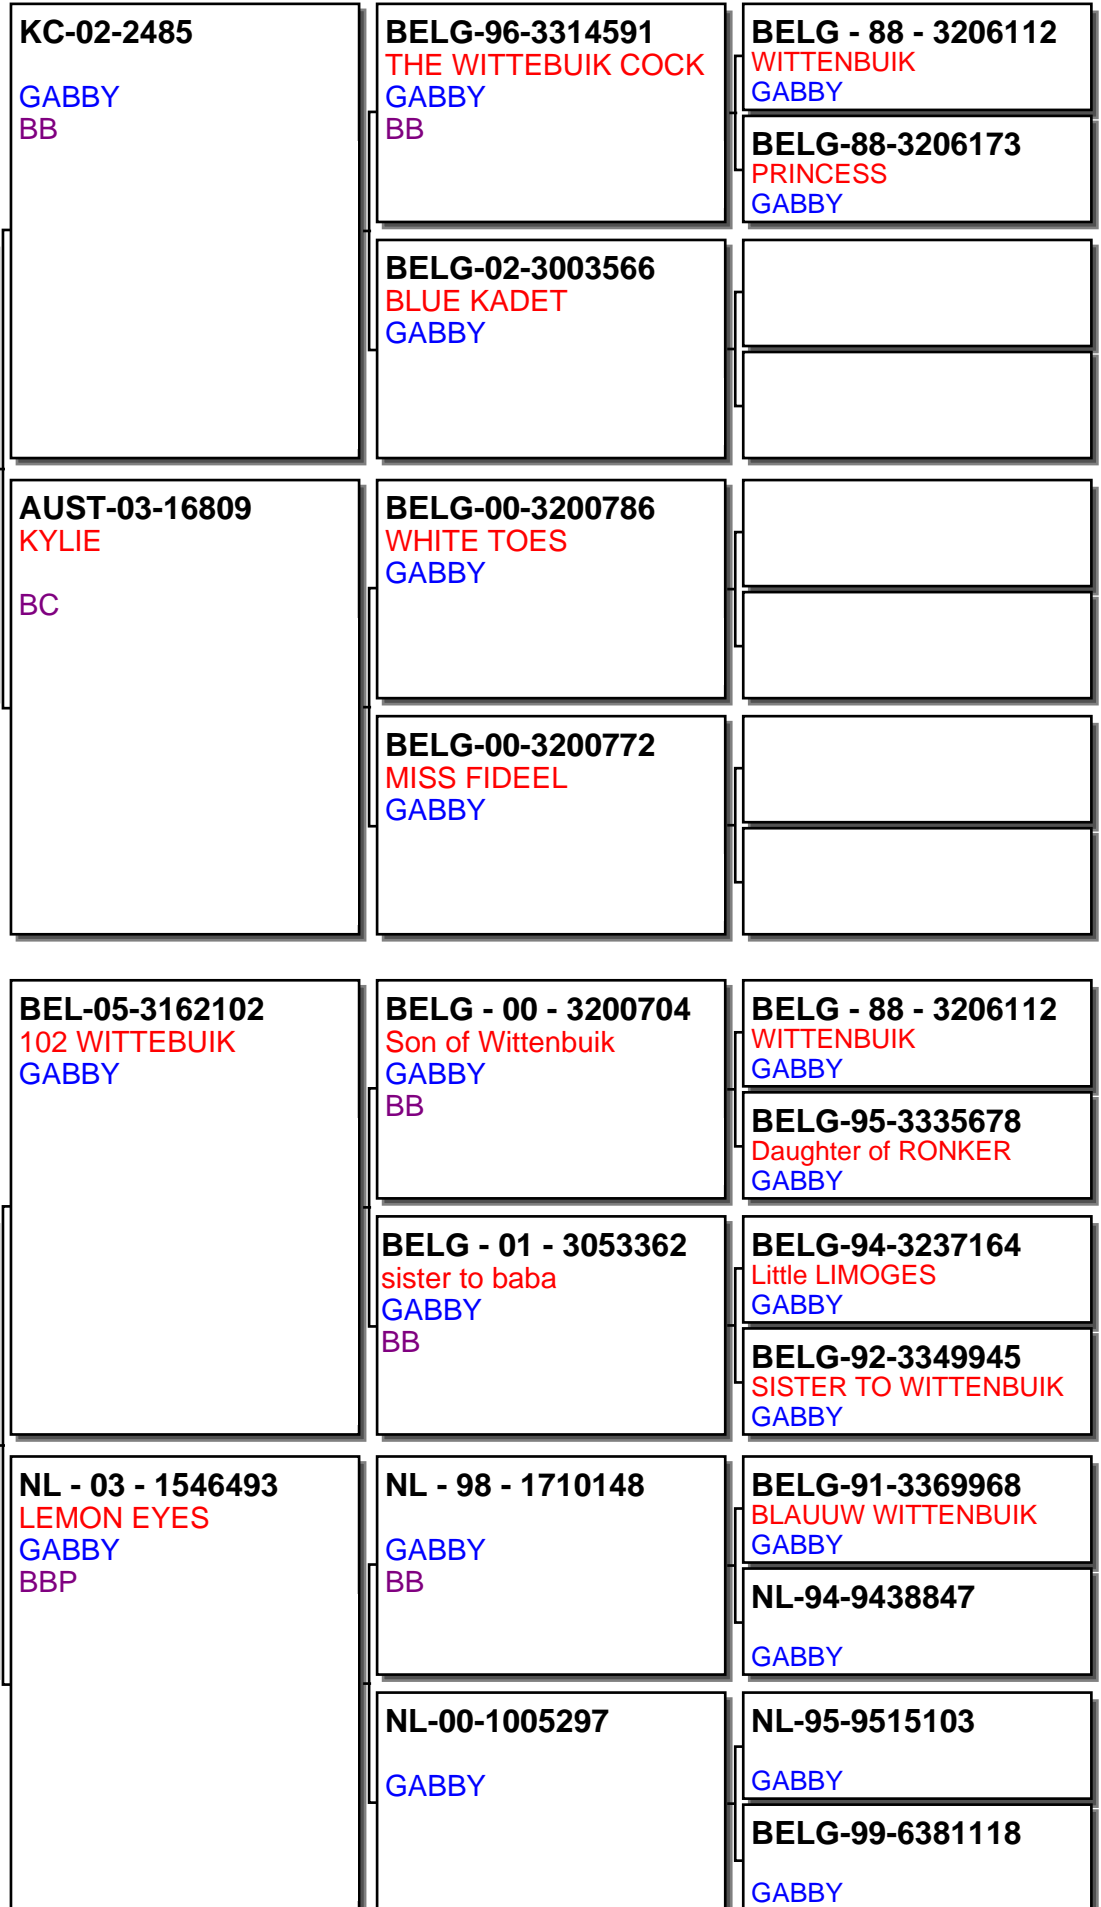 KC-02-2485
GABBY
BB
BELG-96-3314591
THE WITTEBUIK COCK
GABBY
BB
BELG - 88 - 3206112
WITTENBUIK
GABBY
BELG-88-3206173
PRINCESS
GABBY
BELG-02-3003566
BLUE KADET
GABBY
AUST-03-16809
KYLIE
BC
BELG-00-3200786
WHITE TOES
GABBY
BELG-00-3200772
MISS FIDEEL
GABBY
BEL-05-3162102
102 WITTEBUIK
GABBY
BELG - 00 - 3200704
Son of Wittenbuik
GABBY
BB
BELG - 88 - 3206112
WITTENBUIK
GABBY
BELG-95-3335678
Daughter of RONKER
GABBY
BELG - 01 - 3053362
sister to baba
GABBY
BB
BELG-94-3237164
Little LIMOGES
GABBY
BELG-92-3349945
SISTER TO WITTENBUIK
GABBY
NL - 03 - 1546493
LEMON EYES
GABBY
BBP
NL - 98 - 1710148
GABBY
BB
BELG-91-3369968
BLAUUW WITTENBUIK
GABBY
NL-94-9438847
GABBY
NL-00-1005297
GABBY
NL-95-9515103
GABBY
BELG-99-6381118
GABBY